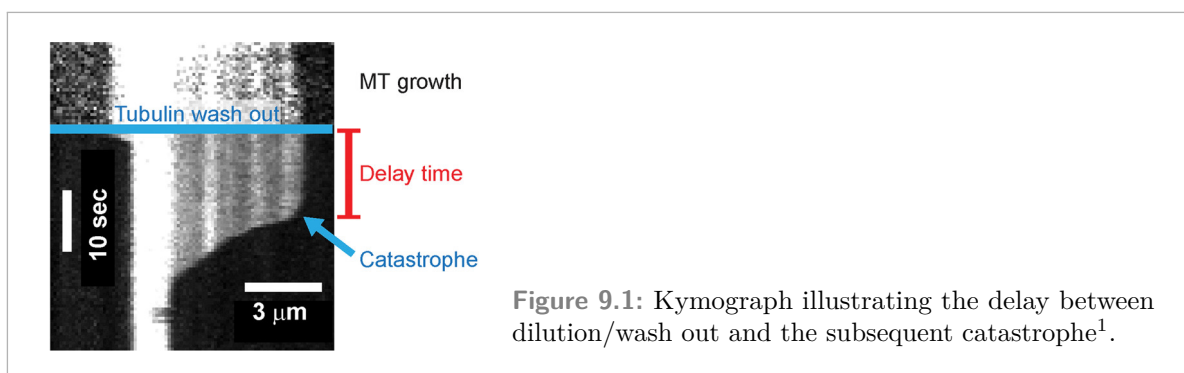 MT growth
Tubulin wash out
Delay time
10 sec
Catastrophe
3 μm
Figure 9.1: Kymograph illustrating the delay between
dilution/wash out and the subsequent catastrophe1.